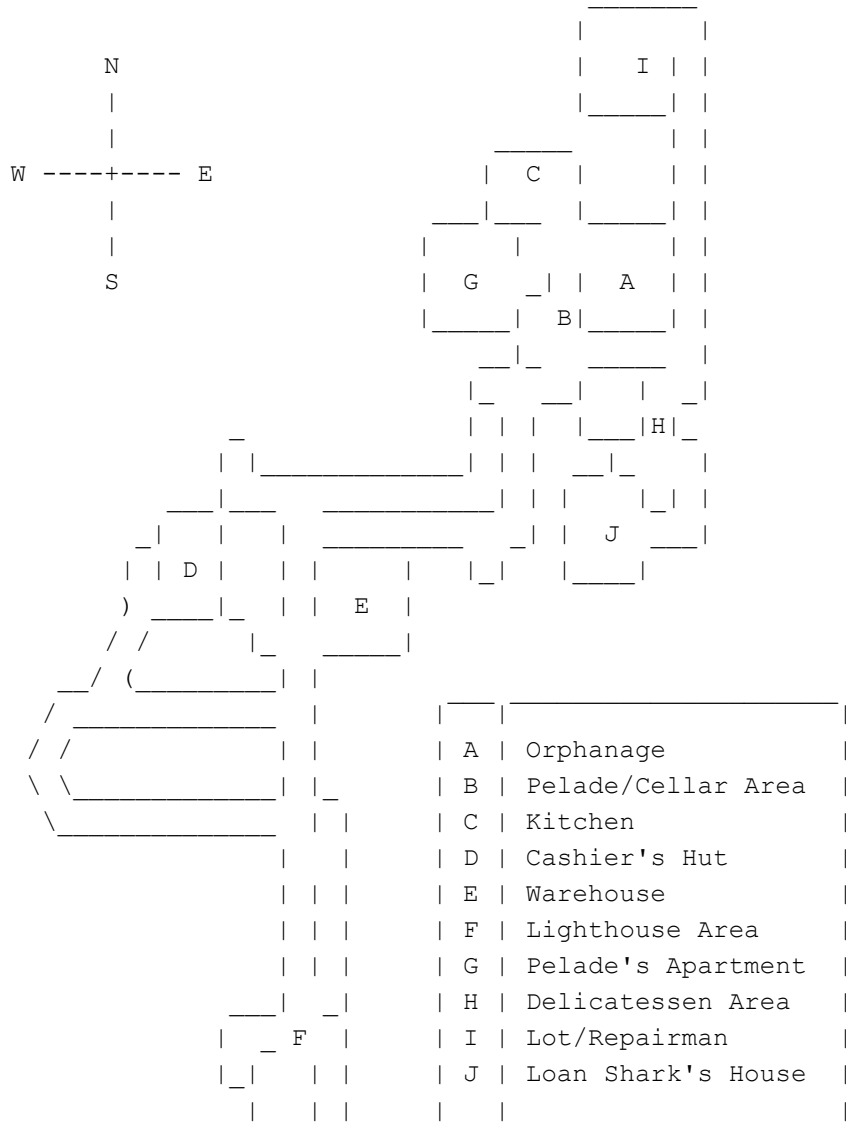 N
I
C
W E
S
G A
B
H
J
D
E
A Orphanage
B Pelade/Cellar Area
C Kitchen
D Cashier's Hut
E Warehouse
F Lighthouse Area
G Pelade's Apartment
H Delicatessen Area
F
I Lot/Repairman
J Loan Shark's House